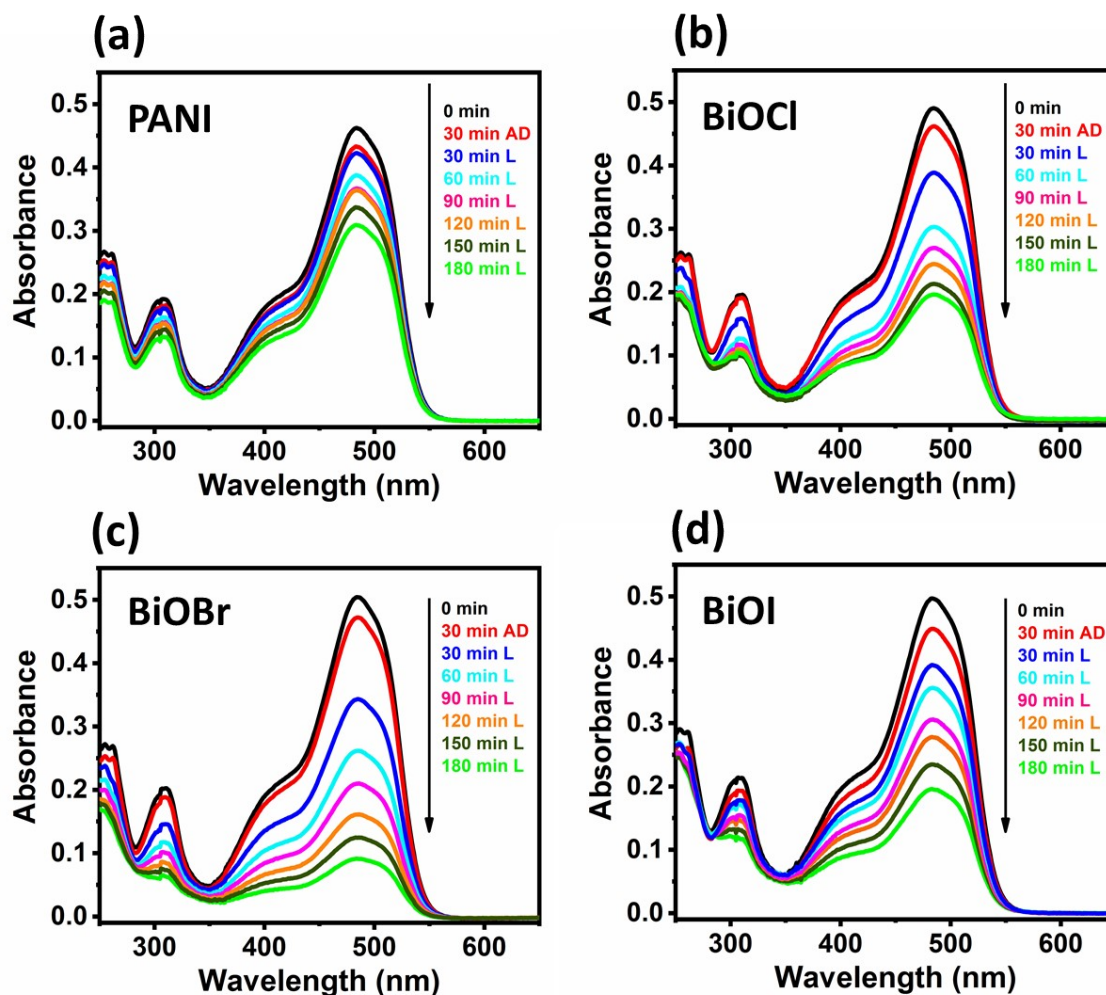 (a)
PANI
0 min
30 min AD
30 min L
60 min L
90 min L
120 min L
150 min L
180 min L
Absorbance
0.5
0.4
0.3
0.2
0.1
0.0
300 400 500 600
Wavelength (nm)
(b)
BiOCl
0 min
30 min AD
30 min L
60 min L
90 min L
120 min L
150 min L
180 min L
Absorbance
0.5
0.4
0.3
0.2
0.1
0.0
300 400 500 600
Wavelength (nm)
(c)
BiOBr
0 min
30 min AD
30 min L
60 min L
90 min L
120 min L
150 min L
180 min L
Absorbance
0.5
0.4
0.3
0.2
0.1
0.0
300 400 500 600
Wavelength (nm)
(d)
BiOI
0 min
30 min AD
30 min L
60 min L
90 min L
120 min L
150 min L
180 min L
Absorbance
0.5
0.4
0.3
0.2
0.1
0.0
300 400 500 600
Wavelength (nm)